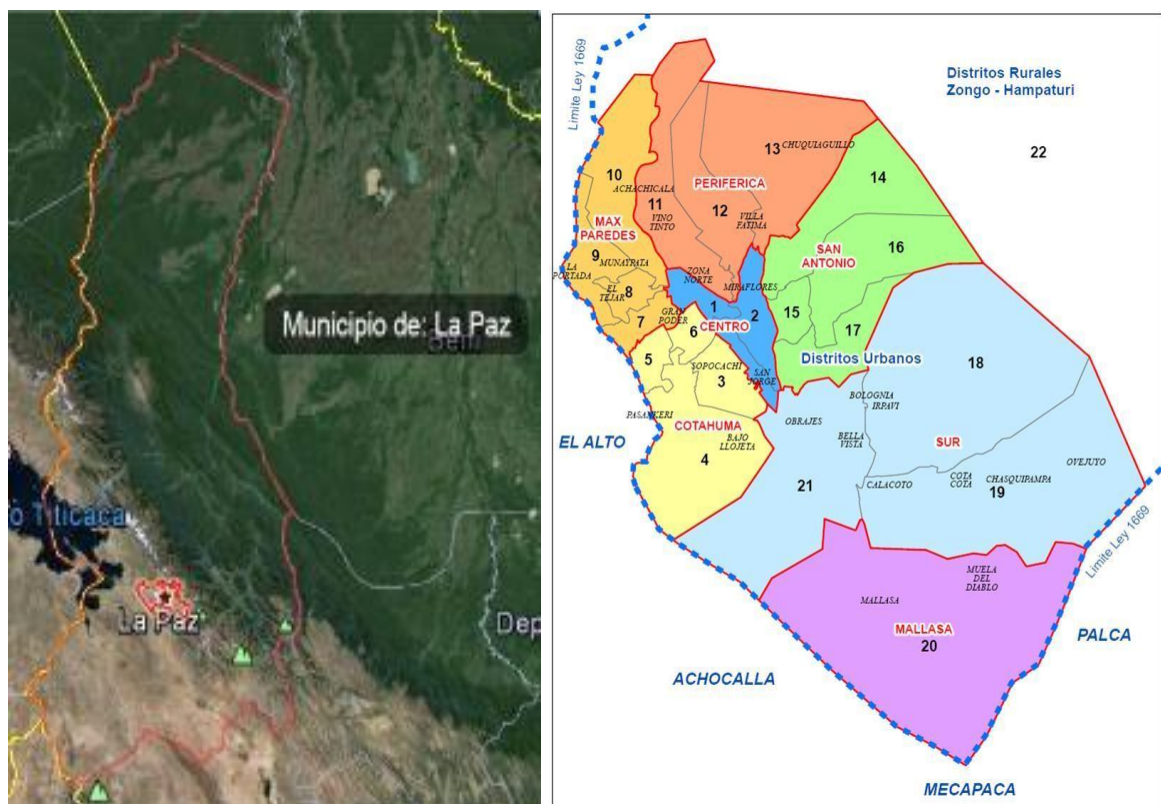 Municipio de: La Paz
Beni
o Titicaca
La Paz
Dep
Limite Ley 1669
Distritos Rurales
Zongo - Hampaturi
22
13
CHUQUIAGUILLO
10
14
ACHACHICALA
11
PERIFERICA
12
VINO
TINTO
VILLA
FATIMA
MAX
PAREDES
16
SAN
ANTONIO
9
MUNAYPATA
LA
PORTADA
ZONA
NORTE
MIRAFLORES
8
EL
TEJAR
1
2
15
7
GRAN
PODER
6
CENTRO
17
5
Distritos Urbanos
18
SOPOCACHI
3
SAN
JORGE
BOLOGNIA
IRPAVI
PASANKERI
COTAHUMA
OBRAJES
EL ALTO
BAJO
LLOJETA
BELLA
VISTA
SUR
4
OVEJUYO
21
CALACOTO
COTA
COTA
CHASQUIPAMPA
19
Limite Ley 1669
MUELA
DEL
DIABLO
MALLASA
MALLASA
20
PALCA
ACHOCALLA
MECAPACA